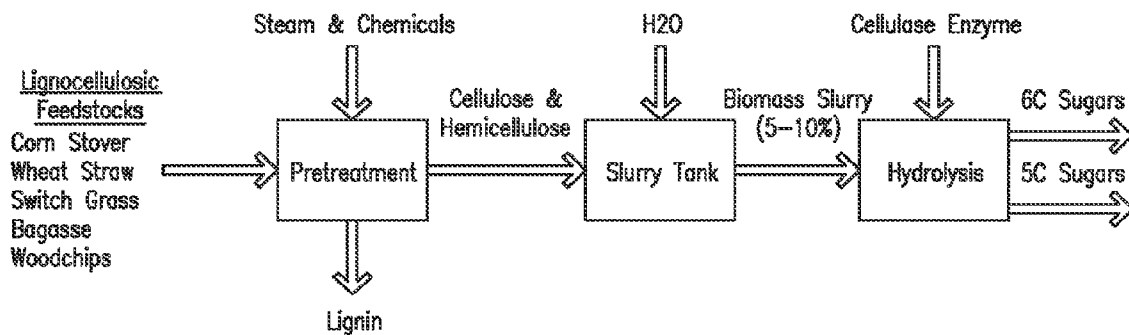 Steam & Chemicals
H2O
Cellulase Enzyme
Lignocellulosic
Feedstocks
Corn Stover
Wheat Straw
Switch Grass
Bagasse
Woodchips
Pretreatment
Cellulose &
Hemicellulose
Slurry Tank
Biomass Slurry
(5–10%)
Hydrolysis
6C Sugars
5C Sugars
Lignin